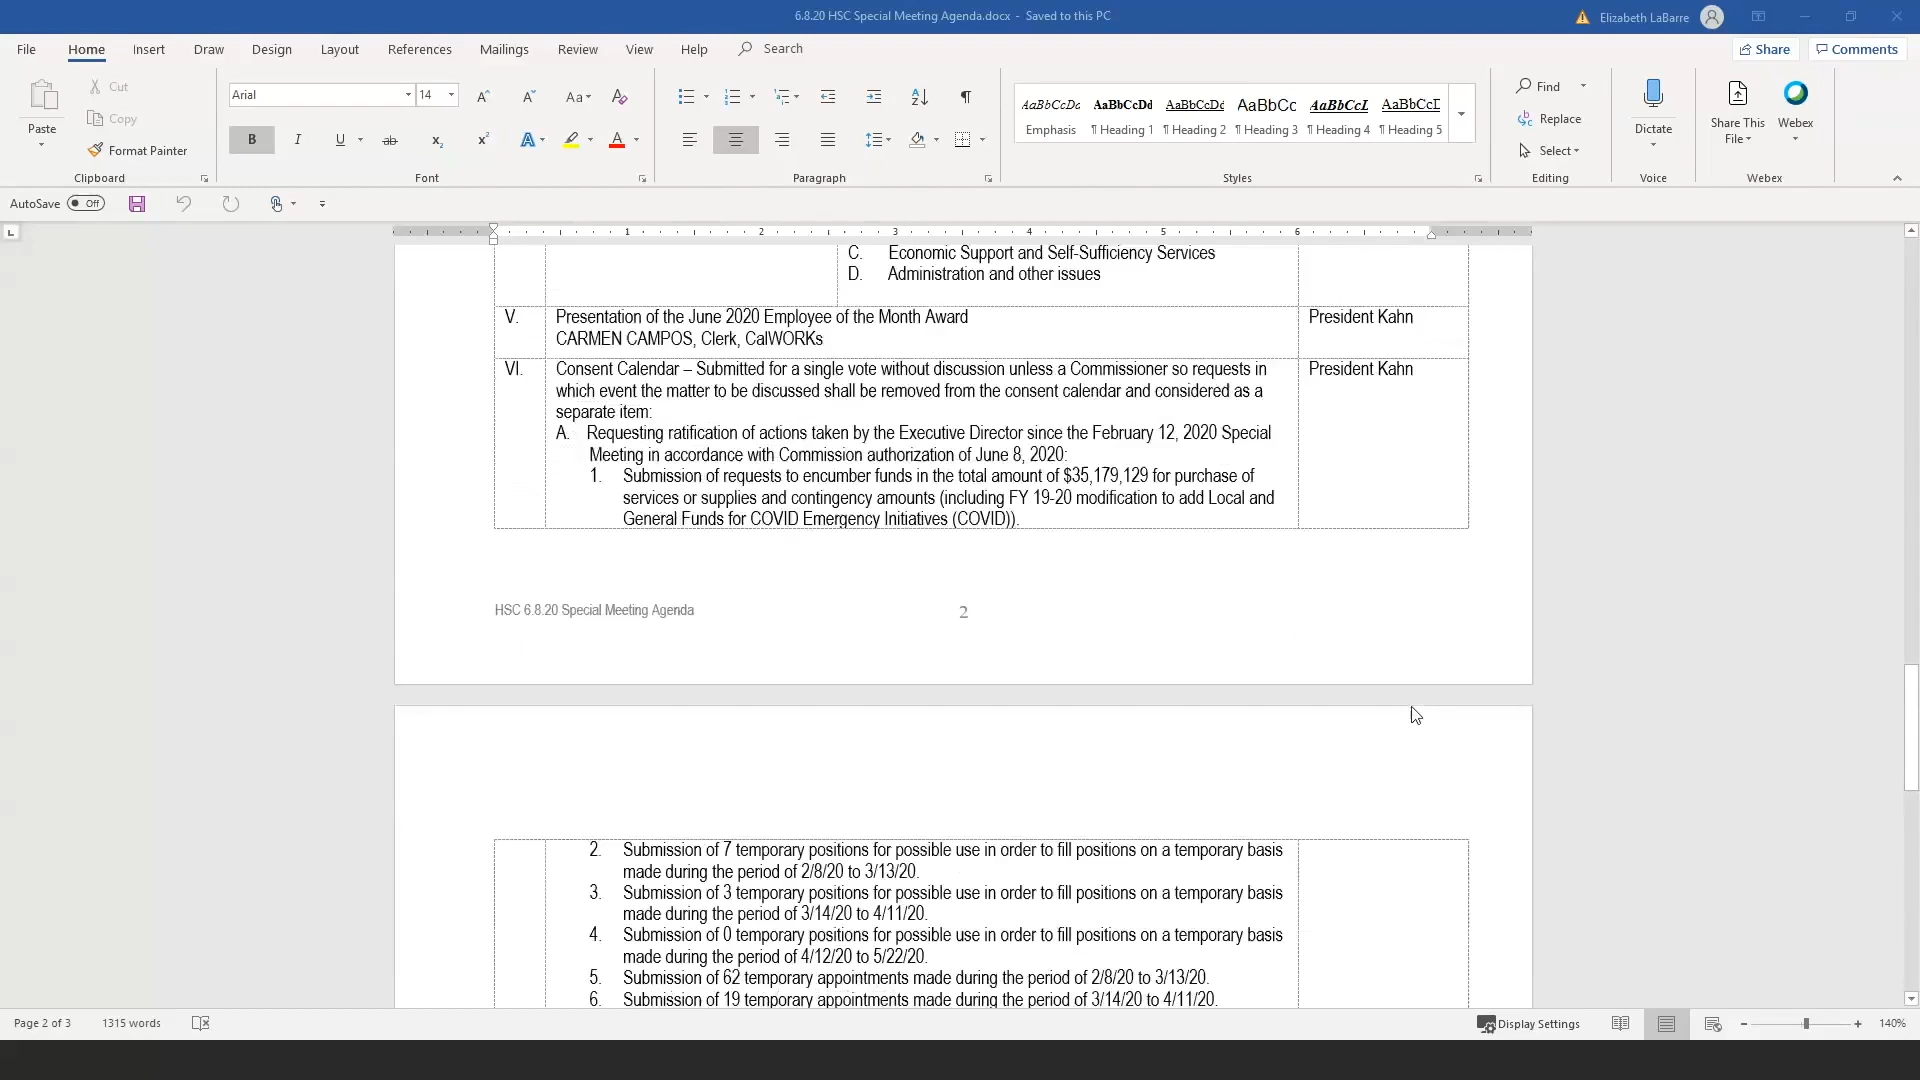 6.8.20 HSC Special Meeting Agenda.docx - Saved to this PC
Elizabeth LaBarre
File Home Insert Draw Design Layout References Mailings Review View Help Search
Share Comments
Paste
Cut
Copy
Format Painter
Clipboard
Arial 14
Aa
B I U ab x₂ x² A A
Font
Paragraph
AaBbCcDc AaBbCcDd AaBbCcDd AaBbCc AaBbCcL AaBbCcI
Emphasis ¶ Heading 1 ¶ Heading 2 ¶ Heading 3 ¶ Heading 4 ¶ Heading 5
Styles
Find
Replace
Select
Editing
Dictate
Voice
Share This File
Webex
Webex
AutoSave Off
1 2 3 4 5 6
C. Economic Support and Self-Sufficiency Services
D. Administration and other issues
V. Presentation of the June 2020 Employee of the Month Award President Kahn
CARMEN CAMPOS, Clerk, CalWORKs
VI. Consent Calendar – Submitted for a single vote without discussion unless a Commissioner so requests in President Kahn
which event the matter to be discussed shall be removed from the consent calendar and considered as a
separate item:
A. Requesting ratification of actions taken by the Executive Director since the February 12, 2020 Special
Meeting in accordance with Commission authorization of June 8, 2020:
1. Submission of requests to encumber funds in the total amount of $35,179,129 for purchase of
services or supplies and contingency amounts (including FY 19-20 modification to add Local and
General Funds for COVID Emergency Initiatives (COVID)).
HSC 6.8.20 Special Meeting Agenda 2
2. Submission of 7 temporary positions for possible use in order to fill positions on a temporary basis
made during the period of 2/8/20 to 3/13/20.
3. Submission of 3 temporary positions for possible use in order to fill positions on a temporary basis
made during the period of 3/14/20 to 4/11/20.
4. Submission of 0 temporary positions for possible use in order to fill positions on a temporary basis
made during the period of 4/12/20 to 5/22/20.
5. Submission of 62 temporary appointments made during the period of 2/8/20 to 3/13/20.
6. Submission of 19 temporary appointments made during the period of 3/14/20 to 4/11/20.
Page 2 of 3 1315 words Display Settings 140%